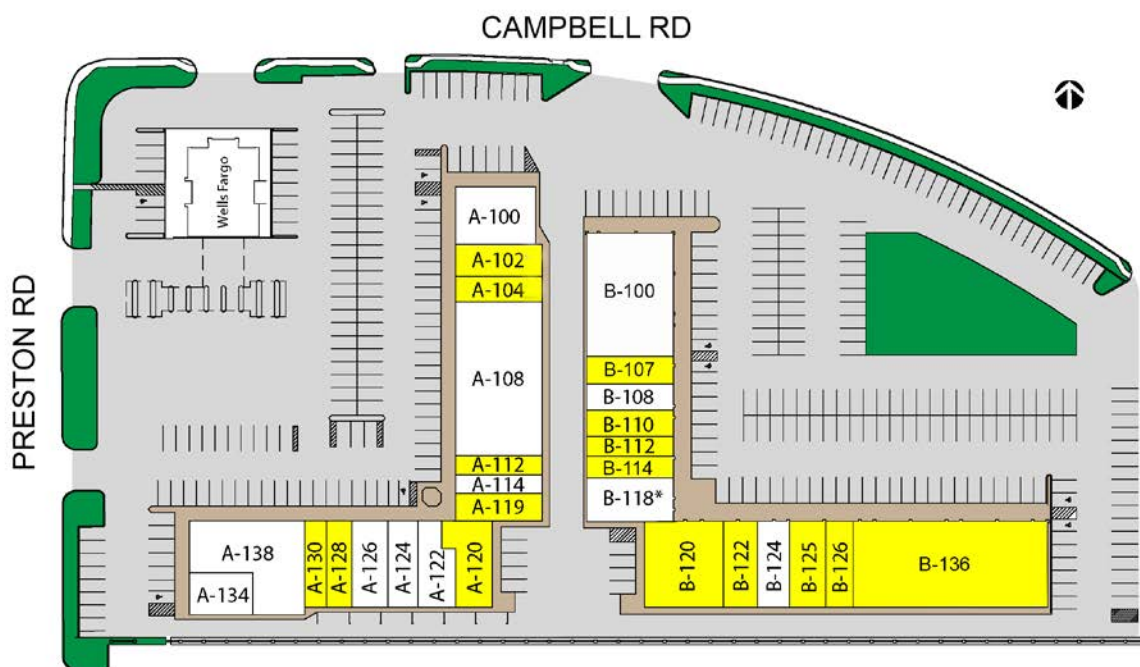 CAMPBELL RD
PRESTON RD
Wells Fargo
A-100
A-102
A-104
A-108
A-112
A-114
A-119
A-138
A-134
A-130
A-128
A-126
A-124
A-122
A-120
B-100
B-107
B-108
B-110
B-112
B-114
B-118*
B-120
B-122
B-124
B-125
B-126
B-136